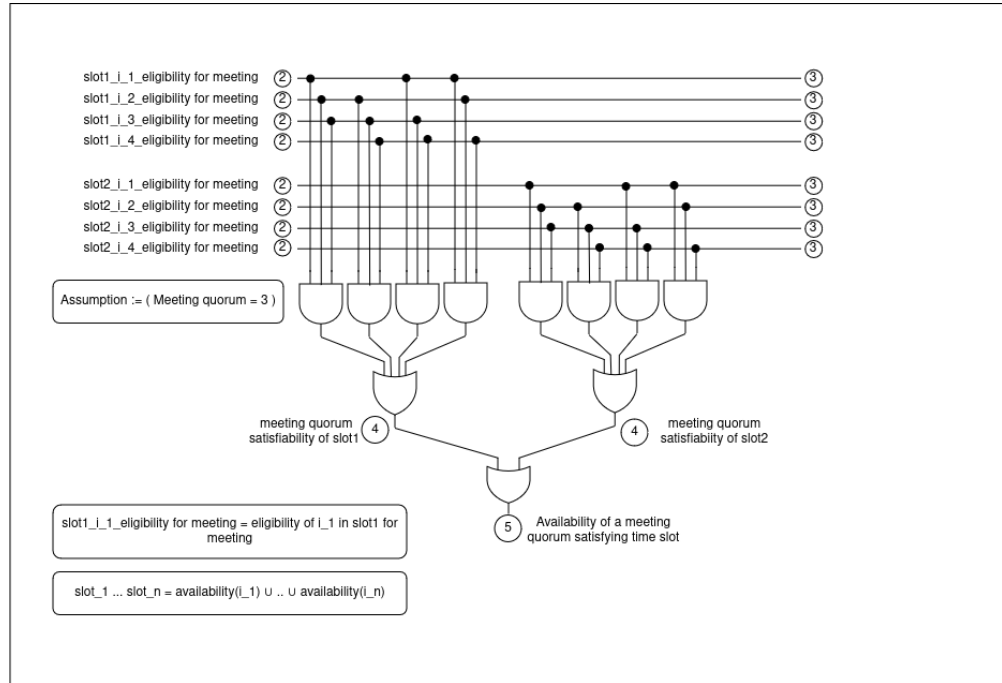 slot1_i_1_eligibility for meeting 2 3
slot1_i_2_eligibility for meeting 2 3
slot1_i_3_eligibility for meeting 2 3
slot1_i_4_eligibility for meeting 2 3
slot2_i_1_eligibility for meeting 2 3
slot2_i_2_eligibility for meeting 2 3
slot2_i_3_eligibility for meeting 2 3
slot2_i_4_eligibility for meeting 2 3
Assumption := ( Meeting quorum = 3 )
meeting quorum
satisfiability of slot1
4
4
meeting quorum
satisfiabiity of slot2
5
Availability of a meeting
quorum satisfying time slot
slot1_i_1_eligibility for meeting = eligibility of i_1 in slot1 for
meeting
slot_1 ... slot_n = availability(i_1) ∪ .. ∪ availability(i_n)